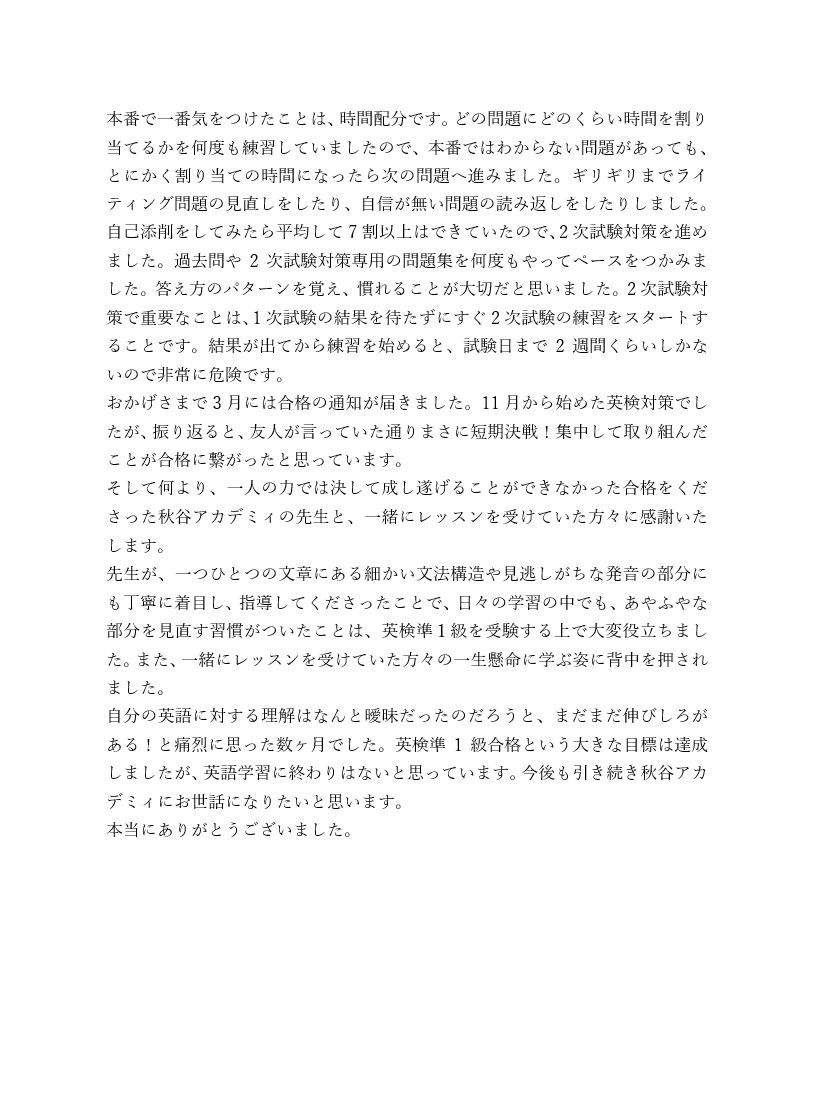 本番で一番気をつけたことは、時間配分です。どの問題にどのくらい時間を割り
当てるかを何度も練習していましたので、本番ではわからない問題があっても、
とにかく割り当ての時間になったら次の問題へ進みました。ギリギリまでライ
ティング問題の見直しをしたり、自信が無い問題の読み返しをしたりしました。
自己添削をしてみたら平均して７割以上はできていたので、2 次試験対策を進め
ました。過去問や 2 次試験対策専用の問題集を何度もやってペースをつかみま
した。答え方のパターンを覚え、慣れることが大切だと思いました。2 次試験対
策で重要なことは、1 次試験の結果を待たずにすぐ 2 次試験の練習をスタートす
ることです。結果が出てから練習を始めると、試験日まで 2 週間くらいしかな
いので非常に危険です。
おかげさまで 3 月には合格の通知が届きました。11 月から始めた英検対策でし
たが、振り返ると、友人が言っていた通りまさに短期決戦！集中して取り組んだ
ことが合格に繋がったと思っています。
そして何より、一人の力では決して成し遂げることができなかった合格をくだ
さった秋谷アカデミィの先生と、一緒にレッスンを受けていた方々に感謝いた
します。
先生が、一つひとつの文章にある細かい文法構造や見逃しがちな発音の部分に
も丁寧に着目し、指導してくださったことで、日々の学習の中でも、あやふやな
部分を見直す習慣がついたことは、英検準 1 級を受験する上で大変役立ちまし
た。また、一緒にレッスンを受けていた方々の一生懸命に学ぶ姿に背中を押され
ました。
自分の英語に対する理解はなんと曖昧だったのだろうと、まだまだ伸びしろが
ある！と痛烈に思った数ヶ月でした。英検準 1 級合格という大きな目標は達成
しましたが、英語学習に終わりはないと思っています。今後も引き続き秋谷アカ
デミィにお世話になりたいと思います。
本当にありがとうございました。